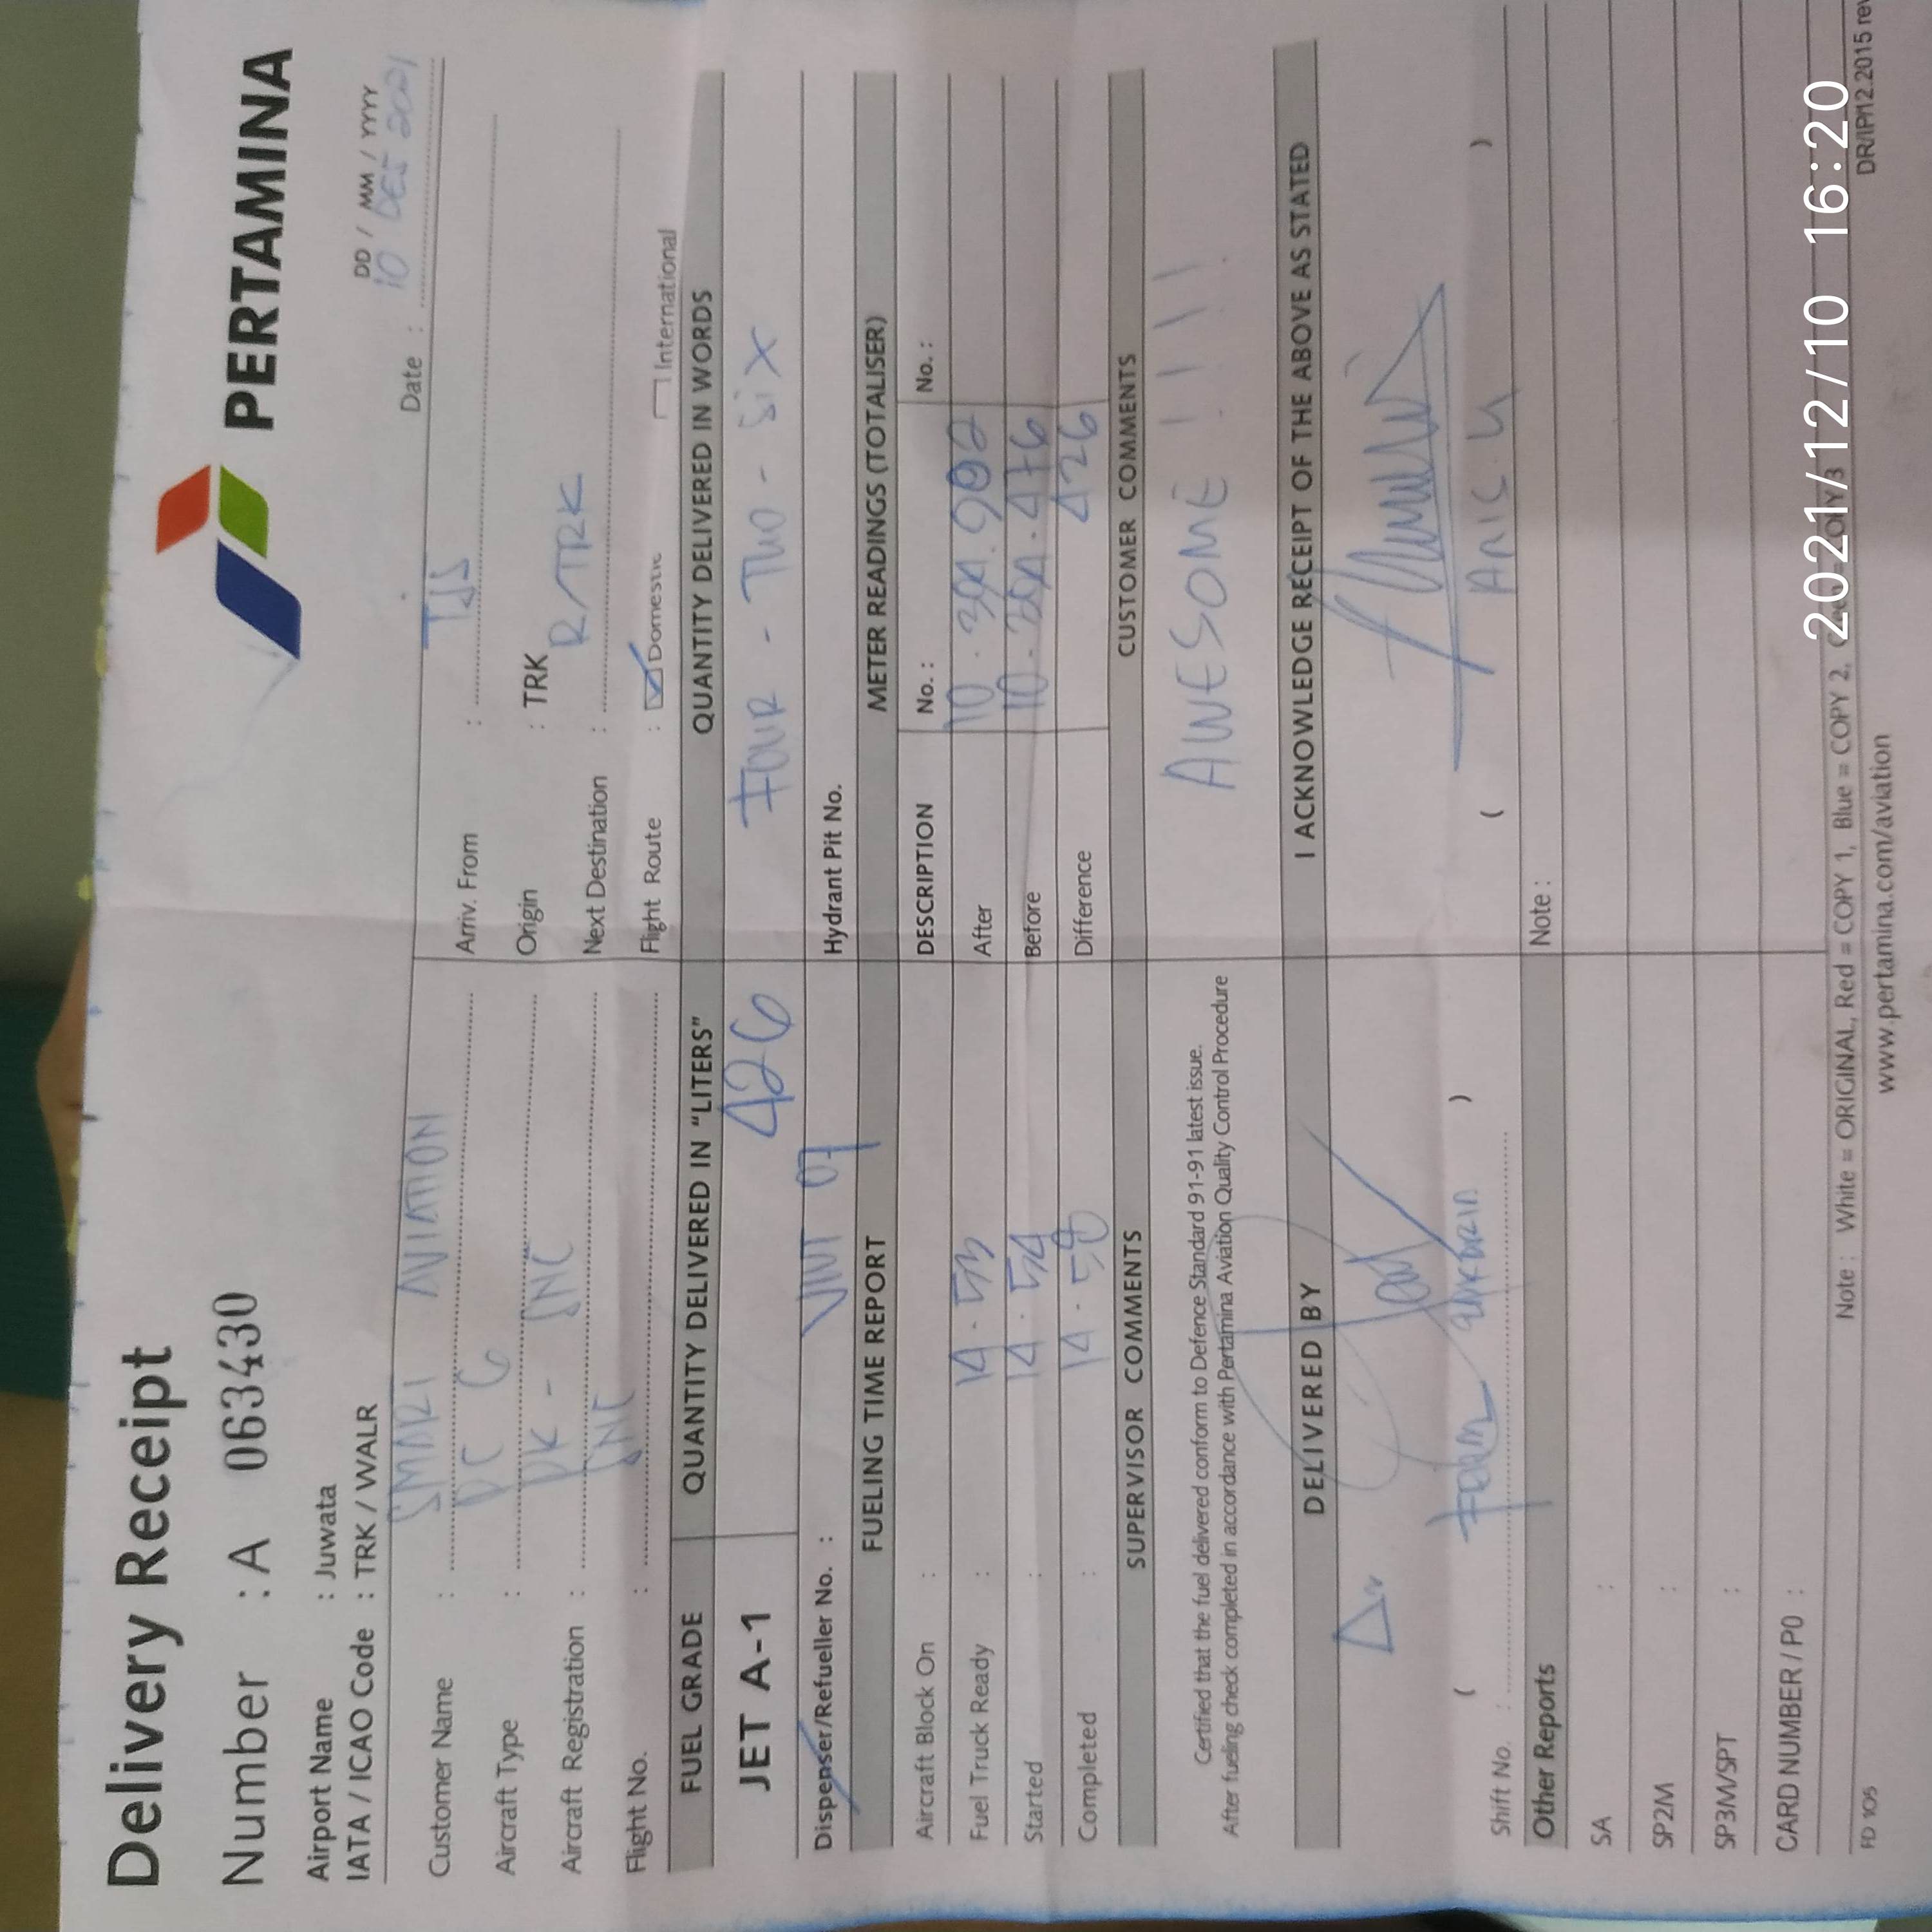 Delivery Receipt
PERTAMINA
Number : A 063430
Airport Name : Juwata
IATA / ICAO Code : TRK / WALR
DD / MM / YYYY
Date : 10 DES 2021
Customer Name : SMART AVIATION
Arriv. From : TJS
Aircraft Type : PC 6
Origin : TRK
Aircraft Registration : PK - SNC
Next Destination : R/TRK
Flight No. : SNC
Flight Route : Domestic International
FUEL GRADE QUANTITY DELIVERED IN "LITERS" QUANTITY DELIVERED IN WORDS
JET A-1 426 FOUR - TWO - SIX
Dispenser/Refueller No. : 07 Hydrant Pit No.
FUELING TIME REPORT METER READINGS (TOTALISER)
Aircraft Block On : DESCRIPTION No. : No. :
Fuel Truck Ready : 14.53 After
Started : 14.54 Before
Completed : 14.58 Difference 426
SUPERVISOR COMMENTS CUSTOMER COMMENTS
Certified that the fuel delivered conform to Defence Standard 91-91 latest issue.
After fueling check completed in accordance with Pertamina Aviation Quality Control Procedure
AWESOME !!!!
DELIVERED BY I ACKNOWLEDGE RECEIPT OF THE ABOVE AS STATED
( )
( )
Shift No. :
Other Reports Note :
SA :
SP2M :
SP3M/SPT :
CARD NUMBER / PO :
Note : White = ORIGINAL, Red = COPY 1, Blue = COPY 2,
FD 105
DR/IP/12.2015 rev
www.pertamina.com/aviation
2021/12/10 16:20